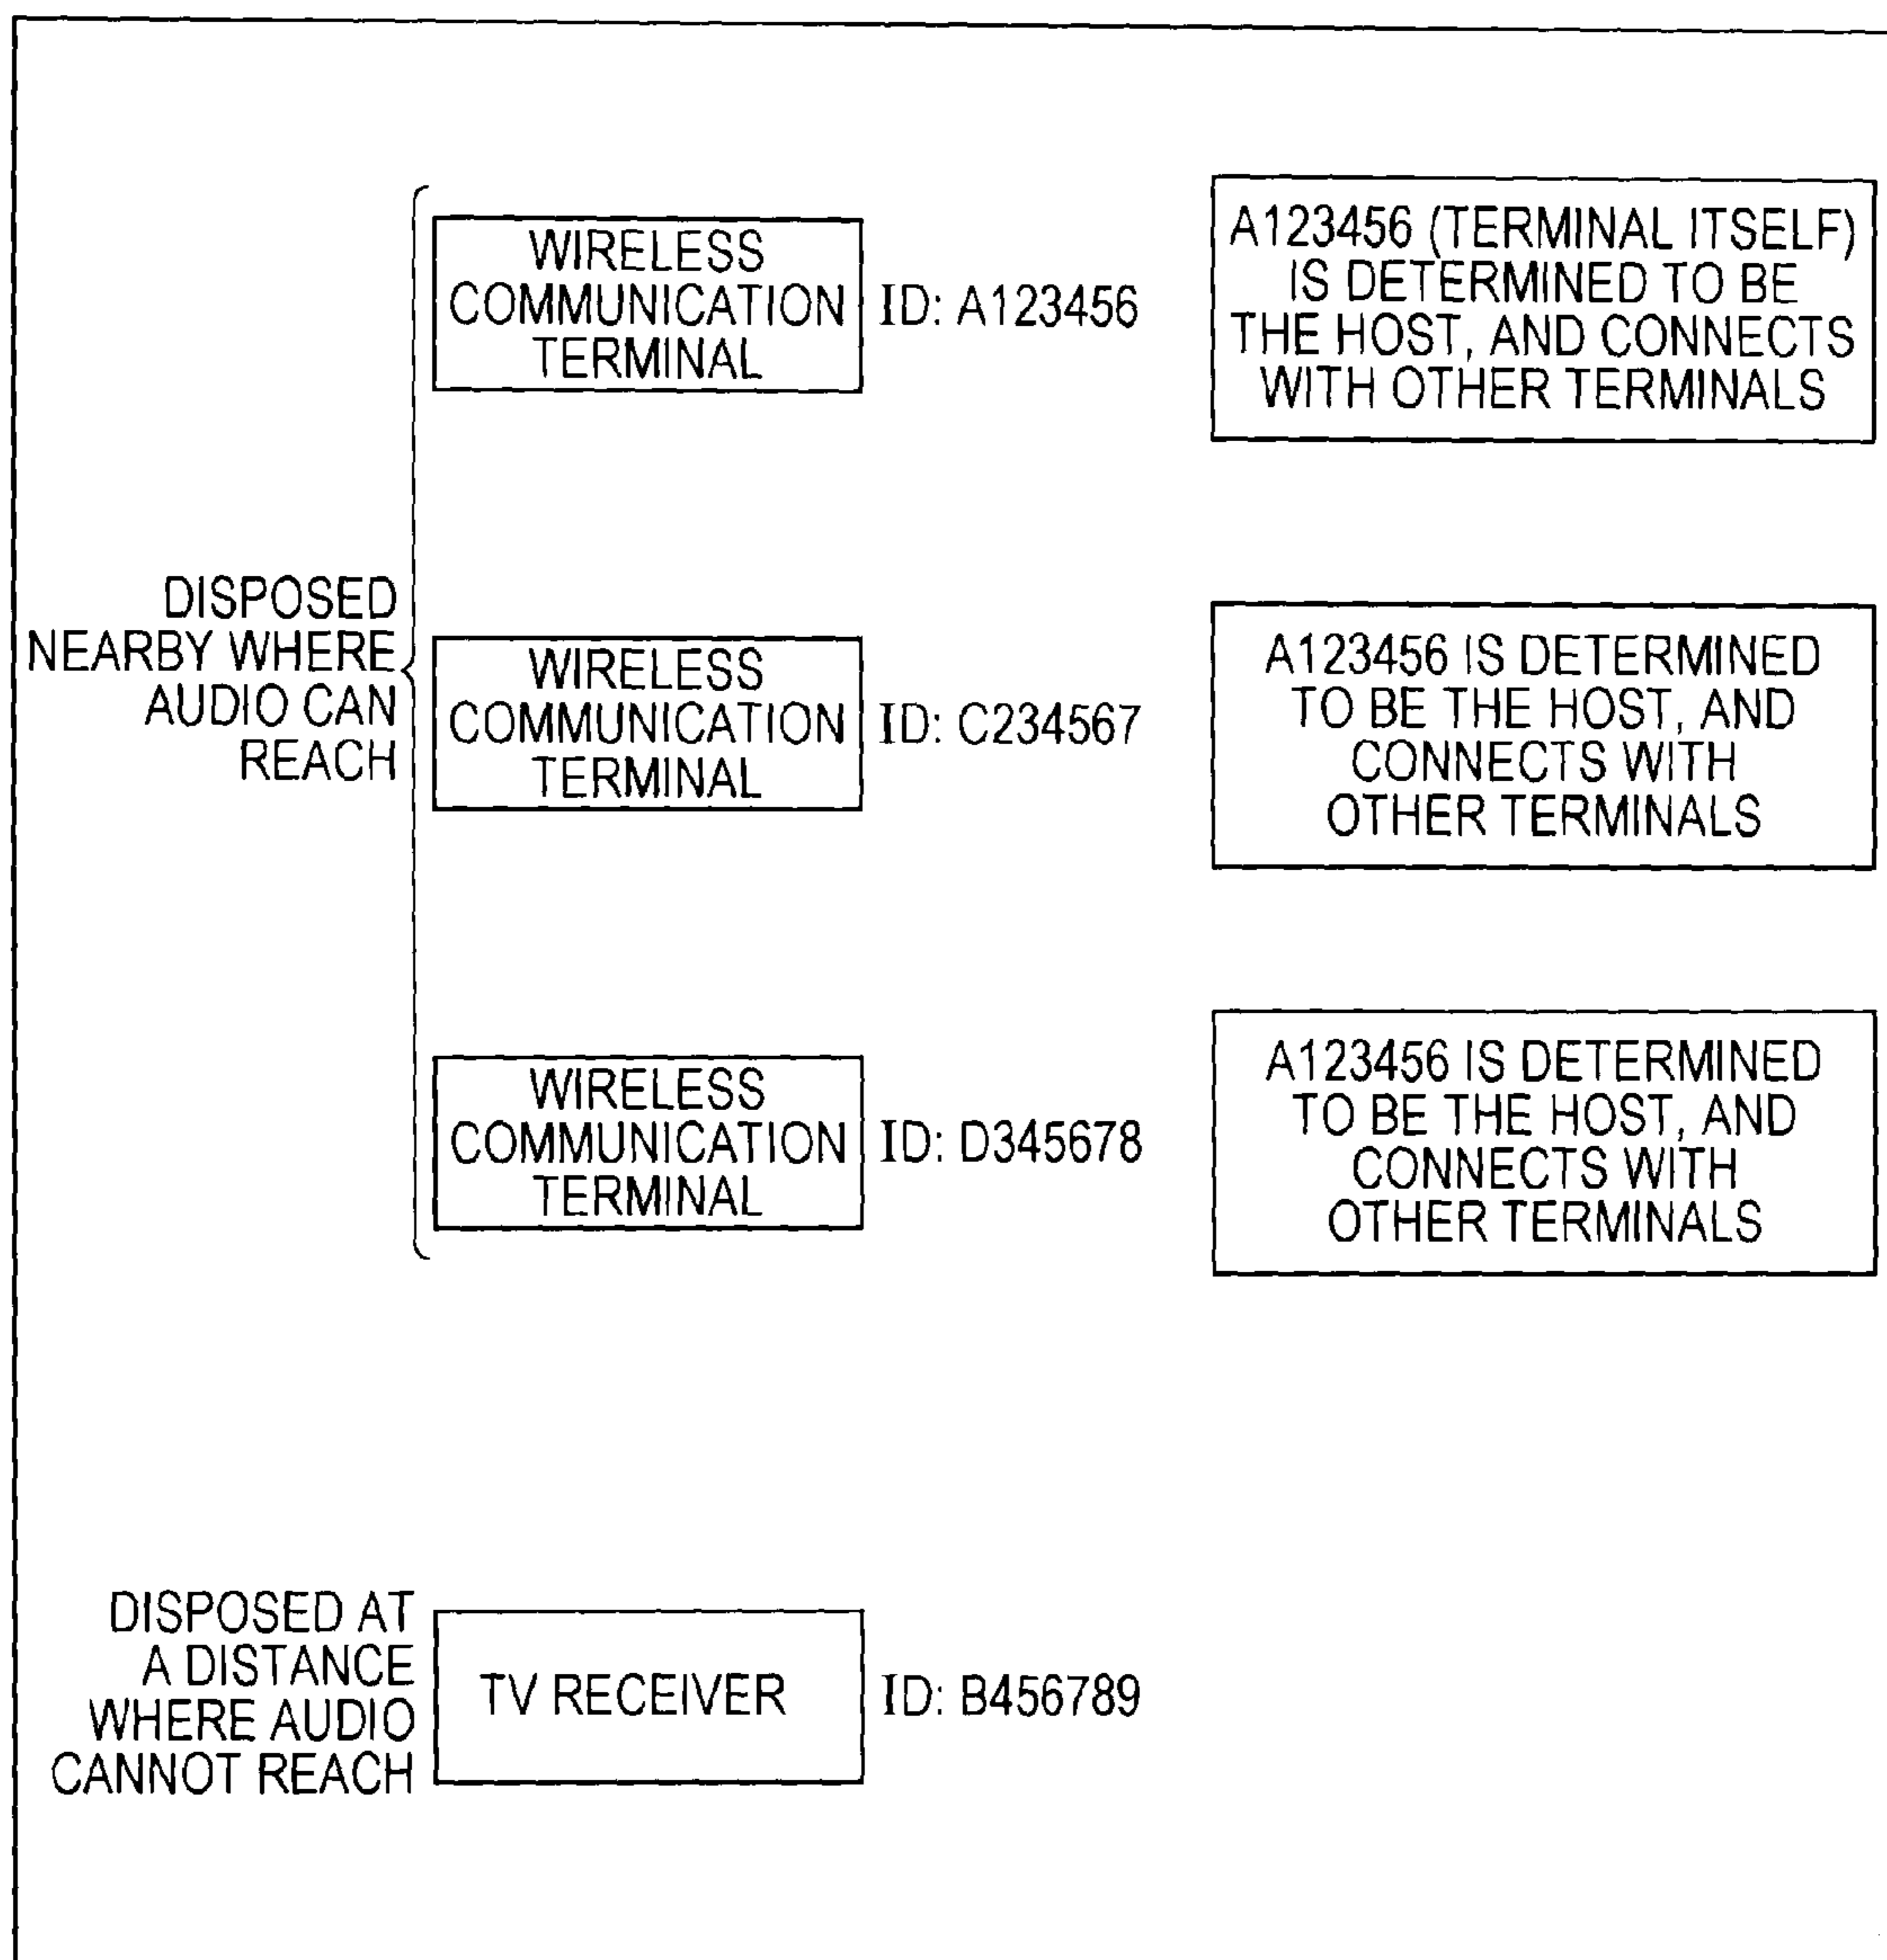 WIRELESS
COMMUNICATION
TERMINAL
ID: A123456
A123456 (TERMINAL ITSELF)
IS DETERMINED TO BE
THE HOST, AND CONNECTS
WITH OTHER TERMINALS
DISPOSED
NEARBY WHERE
AUDIO CAN
REACH
WIRELESS
COMMUNICATION
TERMINAL
ID: C234567
A123456 IS DETERMINED
TO BE THE HOST, AND
CONNECTS WITH
OTHER TERMINALS
WIRELESS
COMMUNICATION
TERMINAL
ID: D345678
A123456 IS DETERMINED
TO BE THE HOST, AND
CONNECTS WITH
OTHER TERMINALS
DISPOSED AT
A DISTANCE
WHERE AUDIO
CANNOT REACH
TV RECEIVER
ID: B456789